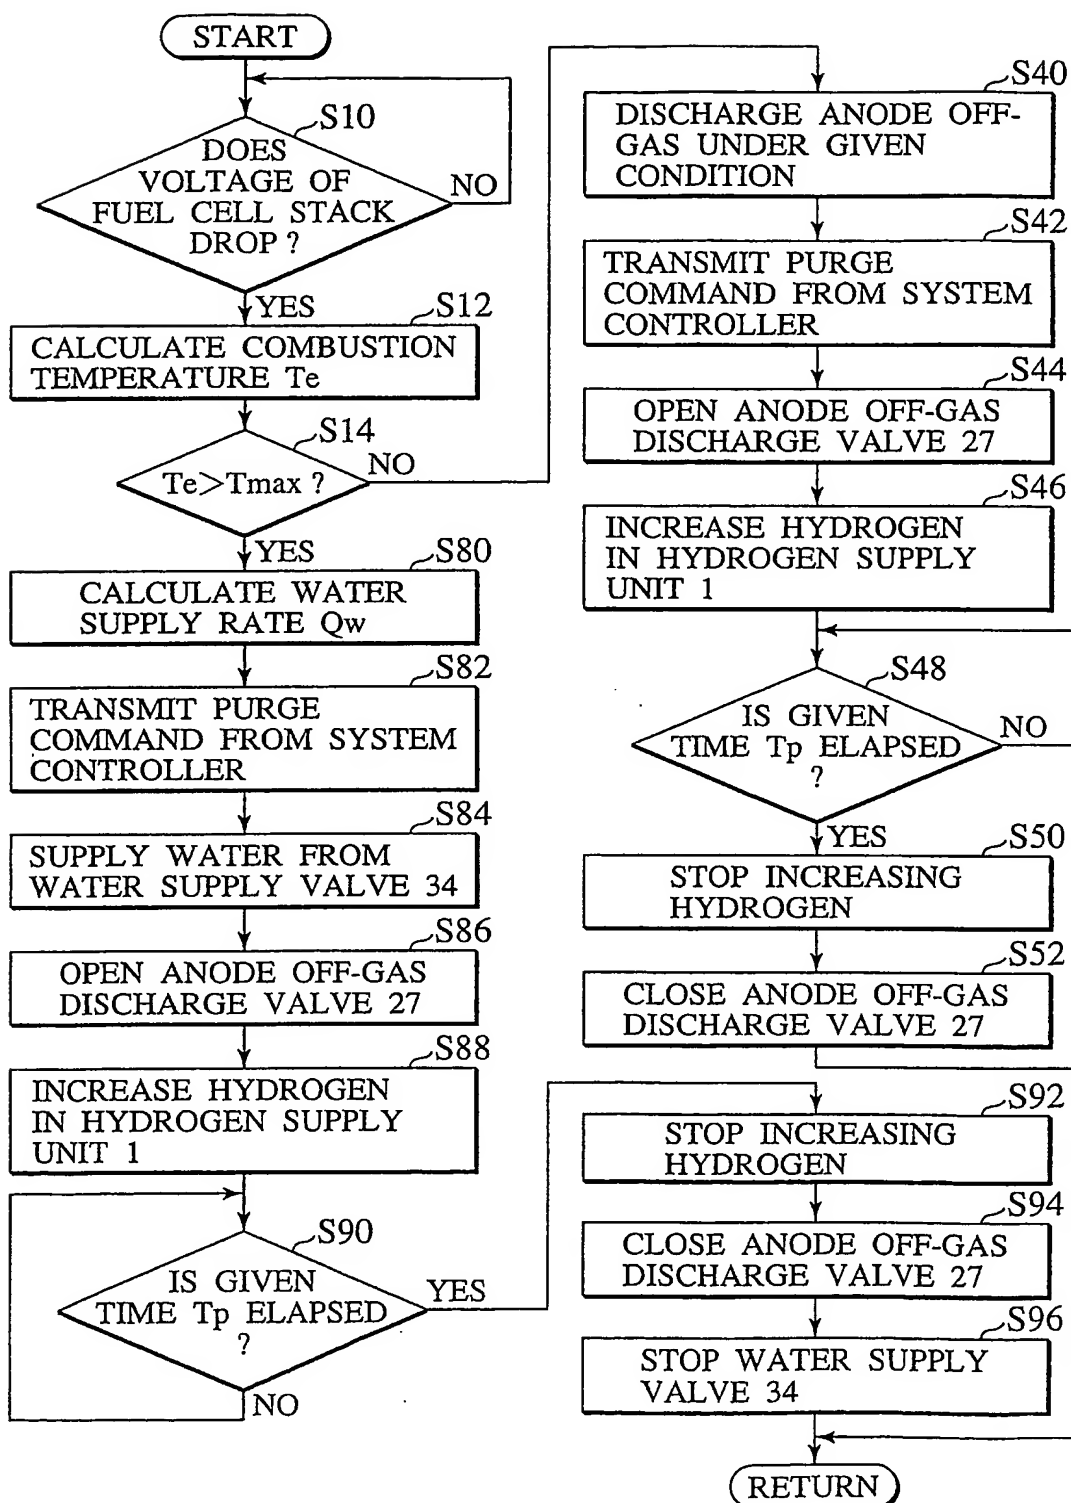 START
S10
DOES
VOLTAGE OF
FUEL CELL STACK
DROP ?
NO
YES
S12
CALCULATE COMBUSTION
TEMPERATURE Te
S14
Te>Tmax ?
NO
YES
S80
CALCULATE WATER
SUPPLY RATE Qw
S82
TRANSMIT PURGE
COMMAND FROM SYSTEM
CONTROLLER
S84
SUPPLY WATER FROM
WATER SUPPLY VALVE 34
S86
OPEN ANODE OFF-GAS
DISCHARGE VALVE 27
S88
INCREASE HYDROGEN
IN HYDROGEN SUPPLY
UNIT 1
S90
IS GIVEN
TIME Tp ELAPSED
?
YES
NO
S40
DISCHARGE ANODE OFF-
GAS UNDER GIVEN
CONDITION
S42
TRANSMIT PURGE
COMMAND FROM SYSTEM
CONTROLLER
S44
OPEN ANODE OFF-GAS
DISCHARGE VALVE 27
S46
INCREASE HYDROGEN
IN HYDROGEN SUPPLY
UNIT 1
S48
IS GIVEN
TIME Tp ELAPSED
?
NO
YES
S50
STOP INCREASING
HYDROGEN
S52
CLOSE ANODE OFF-GAS
DISCHARGE VALVE 27
S92
STOP INCREASING
HYDROGEN
S94
CLOSE ANODE OFF-GAS
DISCHARGE VALVE 27
S96
STOP WATER SUPPLY
VALVE 34
RETURN